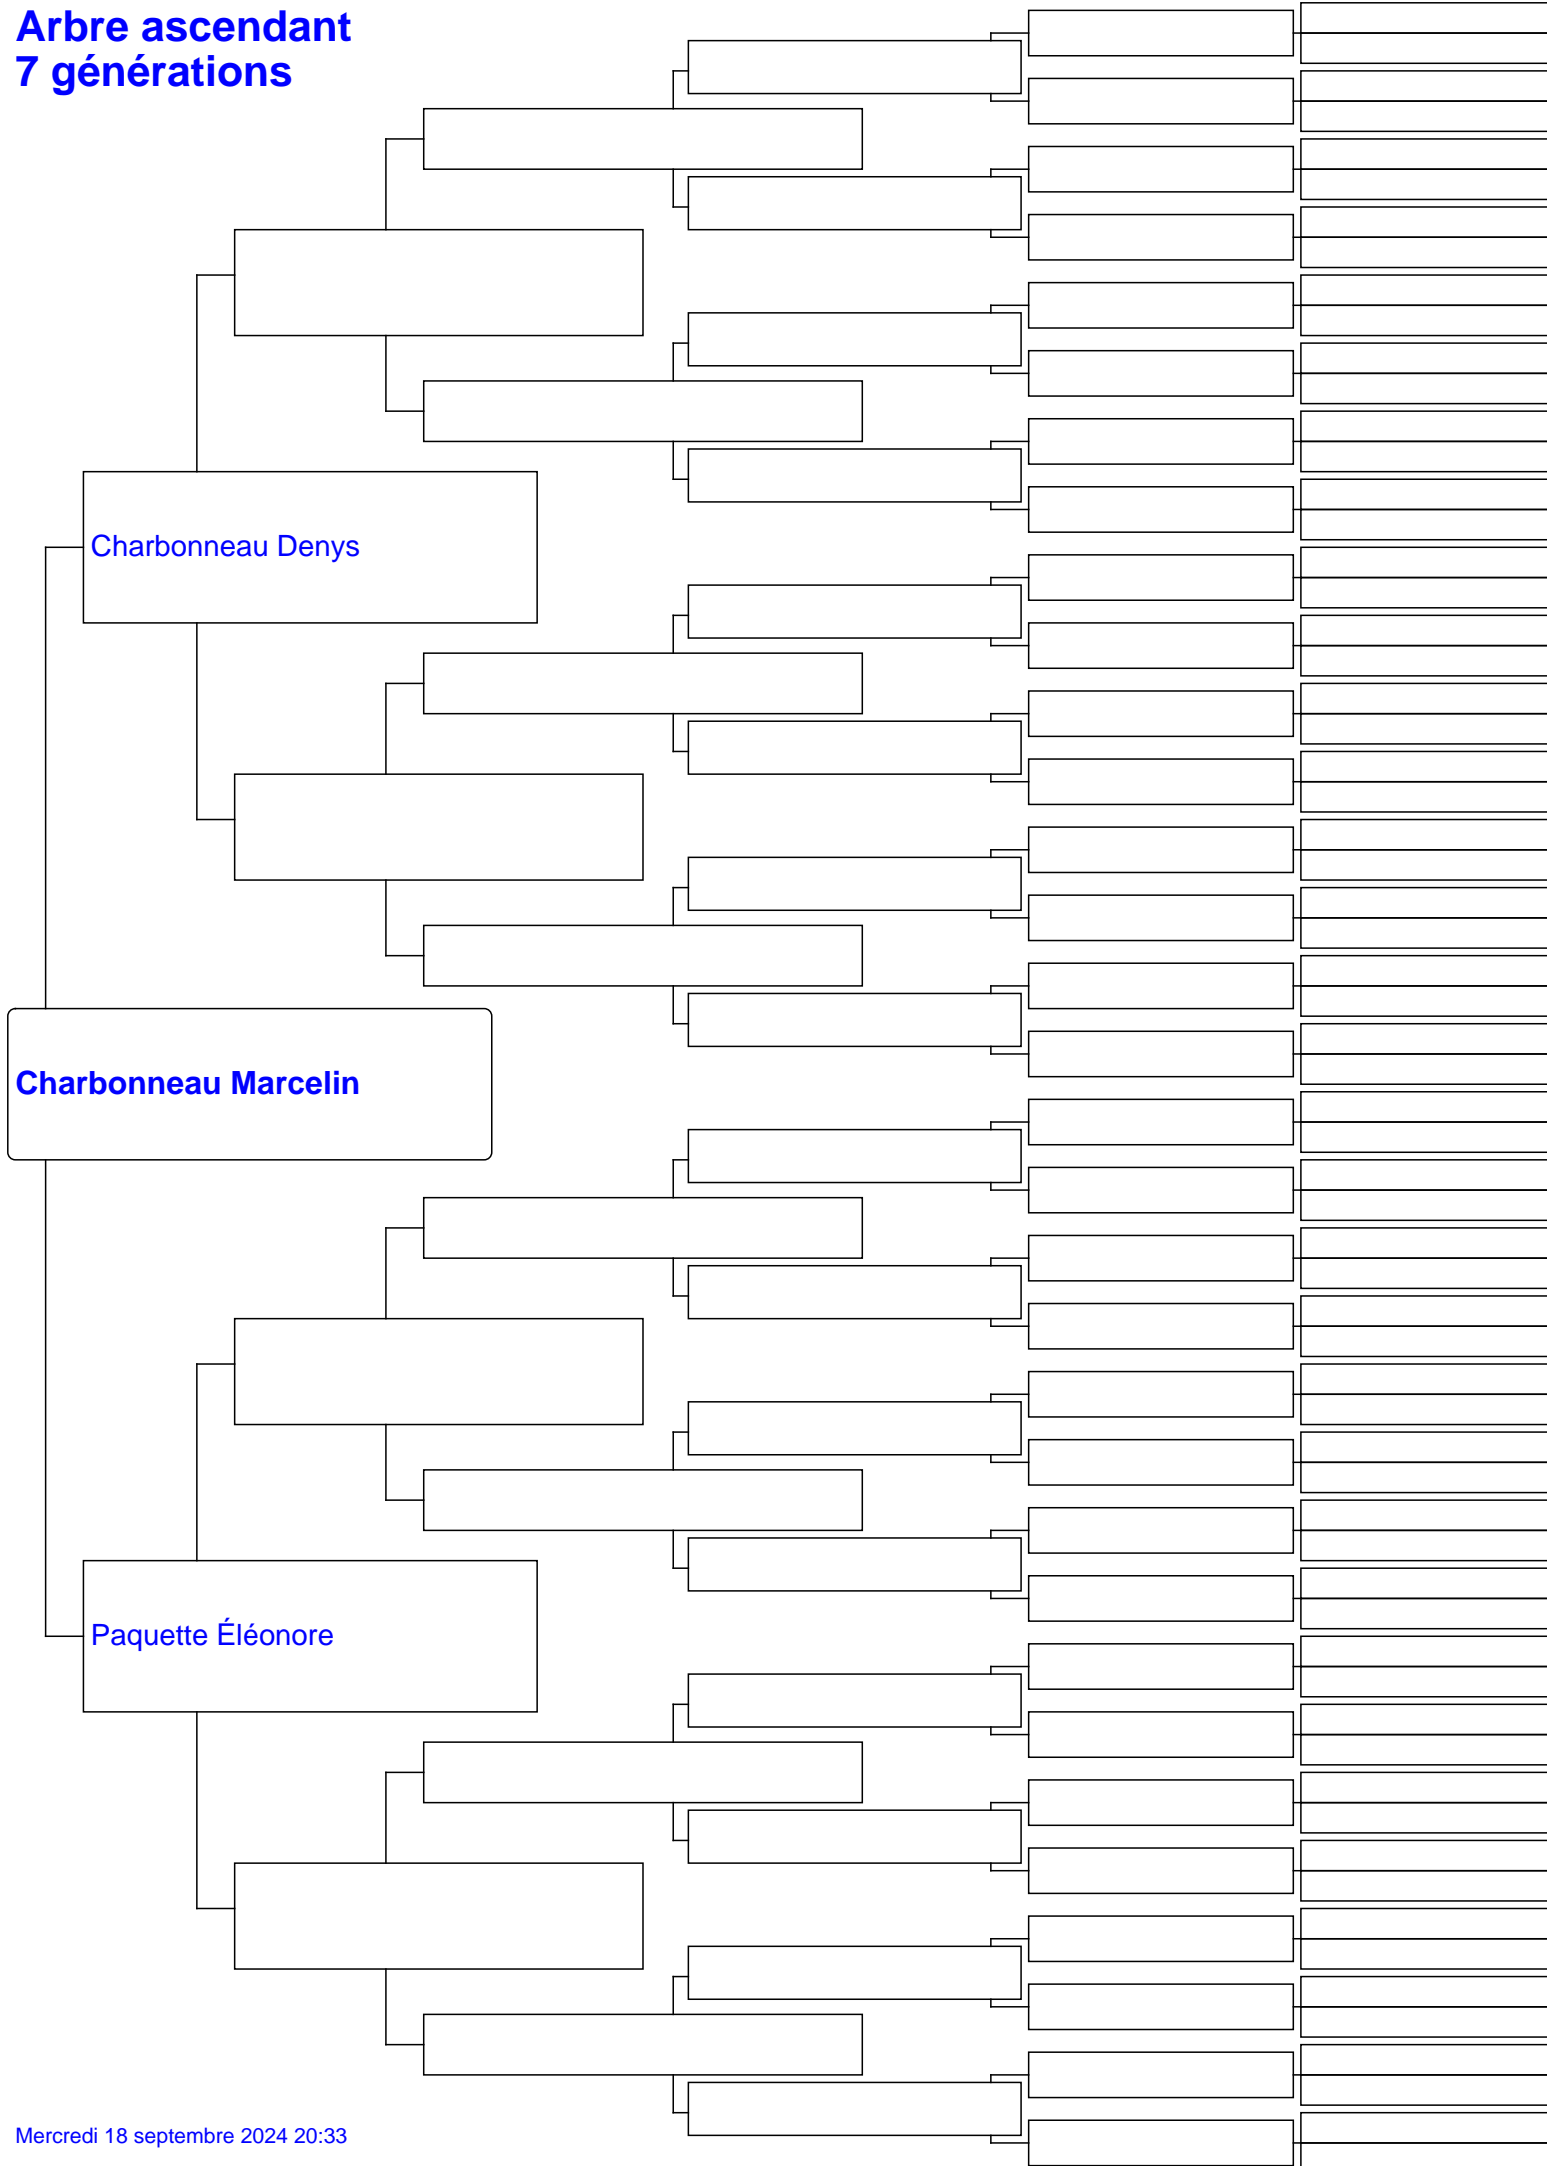 Arbre ascendant
7 générations
Charbonneau Denys
Charbonneau Marcelin
Paquette Éléonore
Mercredi 18 septembre 2024 20:33